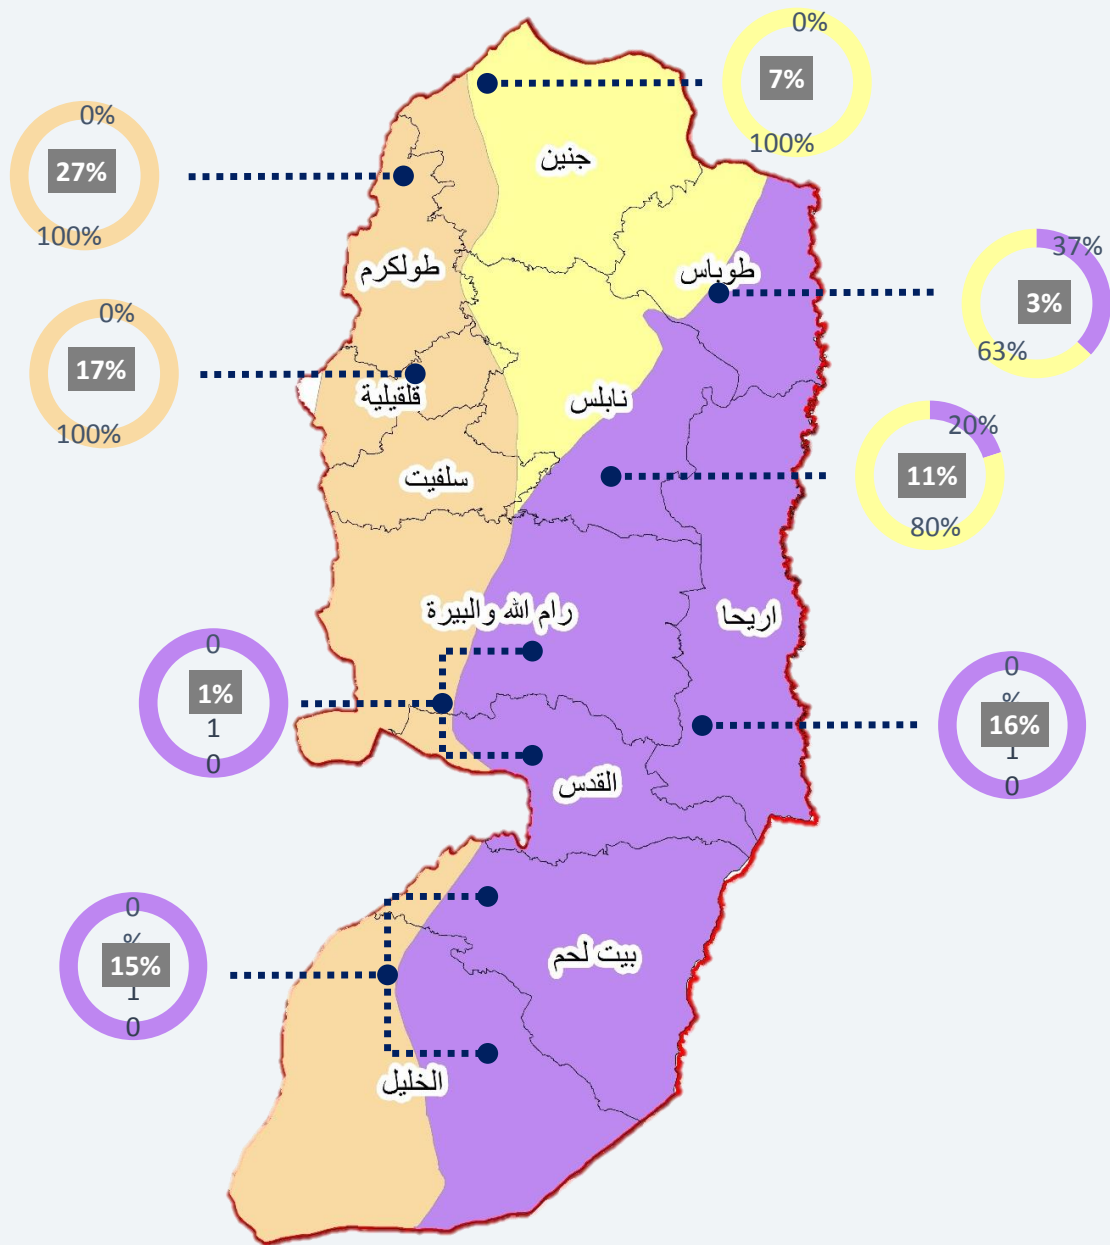 0%
7%
100%
0%
27%
100%
جنين
37%
3%
63%
طوباس
طولكرم
0%
17%
100%
قلقيلية
نابلس
20%
11%
80%
سلفيت
رام الله والبيرة
اريحا
0
1%
1
0
0
%
16%
1
0
القدس
0
%
15%
1
0
بيت لحم
الخليل